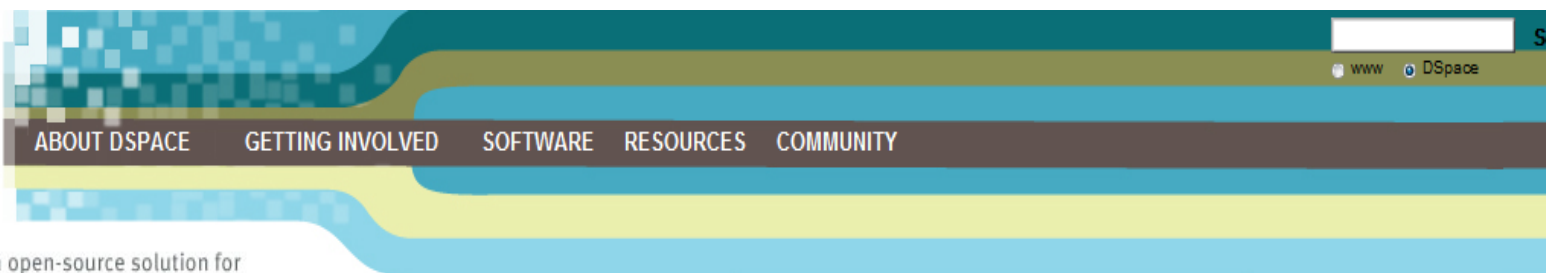 www DSpace
ABOUT DSPACE GETTING INVOLVED SOFTWARE RESOURCES COMMUNITY
open-source solution for